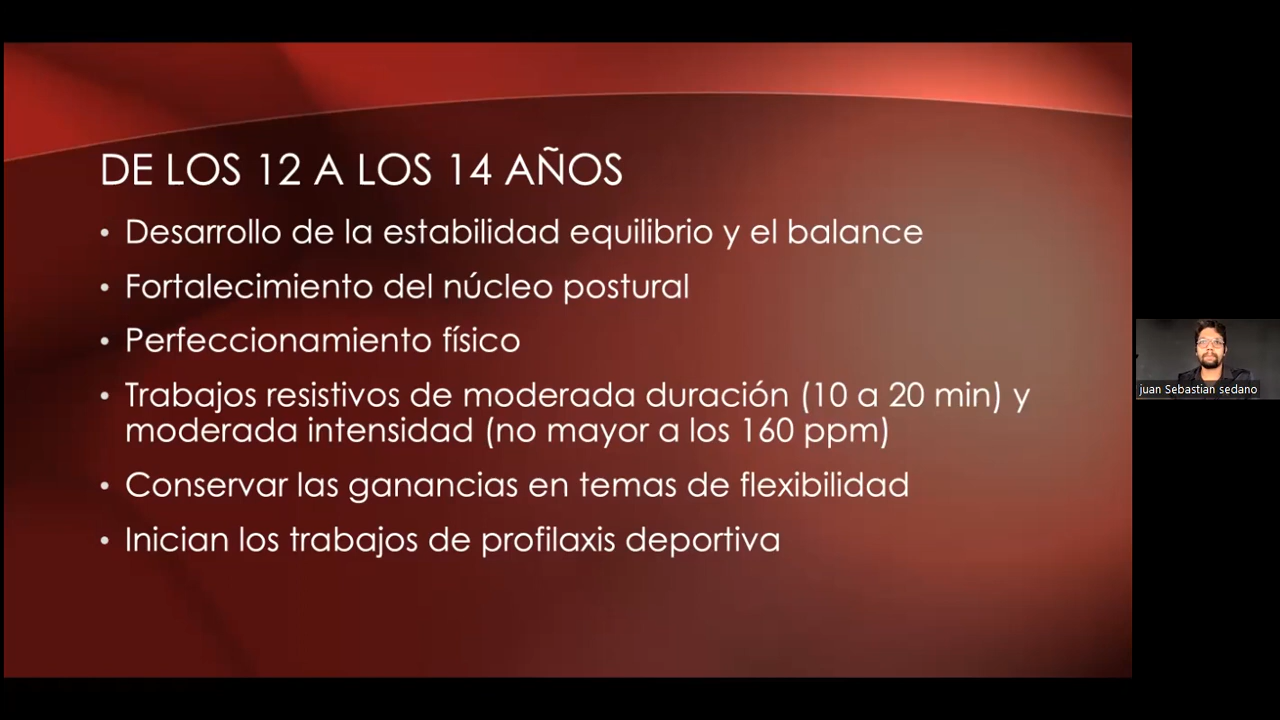 DE LOS 12 A LOS 14 AÑOS
• Desarrollo de la estabilidad equilibrio y el balance
• Fortalecimiento del núcleo postural
• Perfeccionamiento físico
• Trabajos resistivos de moderada duración (10 a 20 min) y
moderada intensidad (no mayor a los 160 ppm)
• Conservar las ganancias en temas de flexibilidad
• Inician los trabajos de profilaxis deportiva
juan Sebastian sedano